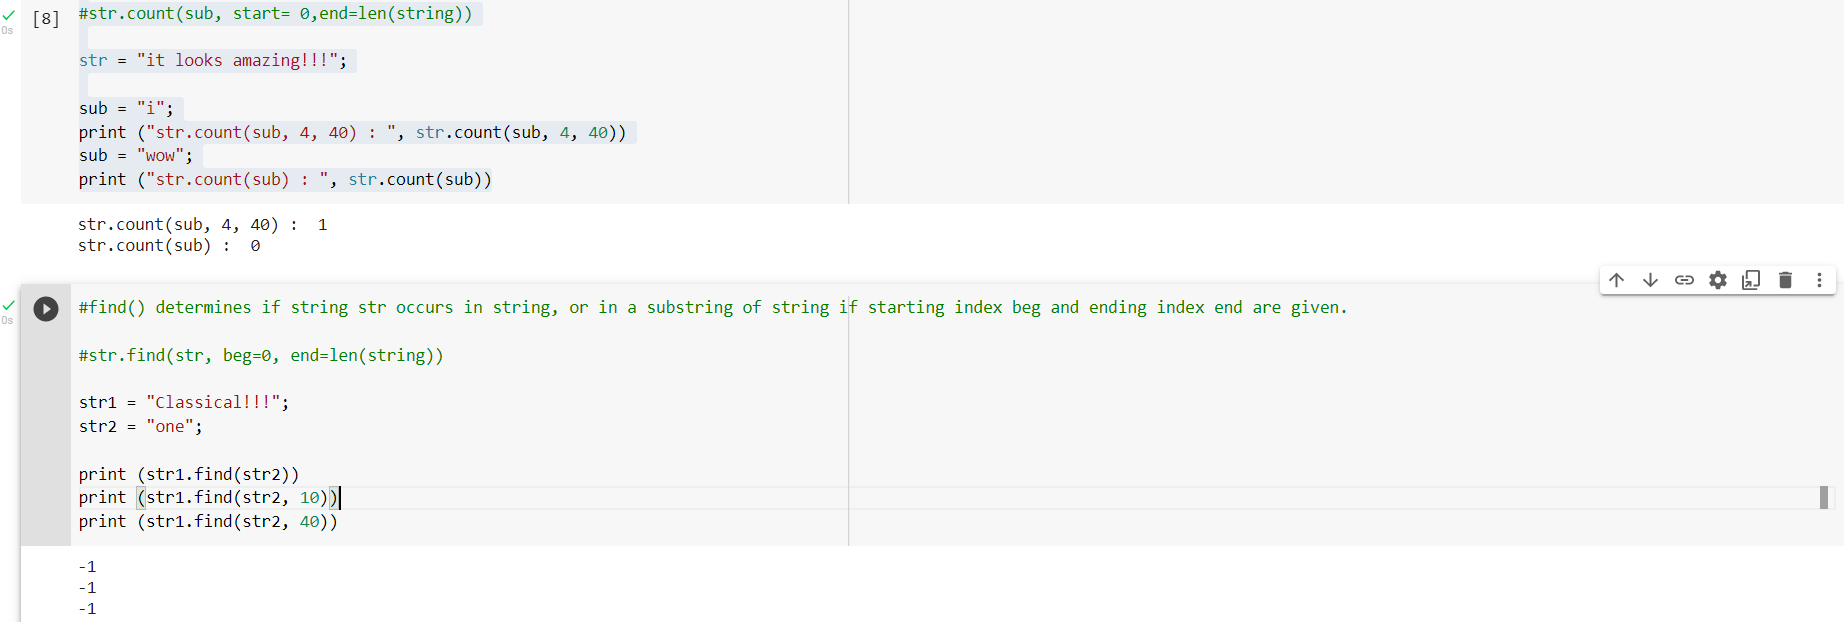 [8]
0s
#str.count(sub, start= 0,end=len(string))
str = "it looks amazing!!!";
sub = "i";
print ("str.count(sub, 4, 40) : ", str.count(sub, 4, 40))
sub = "wow";
print ("str.count(sub) : ", str.count(sub))
str.count(sub, 4, 40) :  1
str.count(sub) :  0
0s
#find() determines if string str occurs in string, or in a substring of string if starting index beg and ending index end are given.
#str.find(str, beg=0, end=len(string))
str1 = "Classical!!!";
str2 = "one";
print (str1.find(str2))
print (str1.find(str2, 10))
print (str1.find(str2, 40))
-1
-1
-1